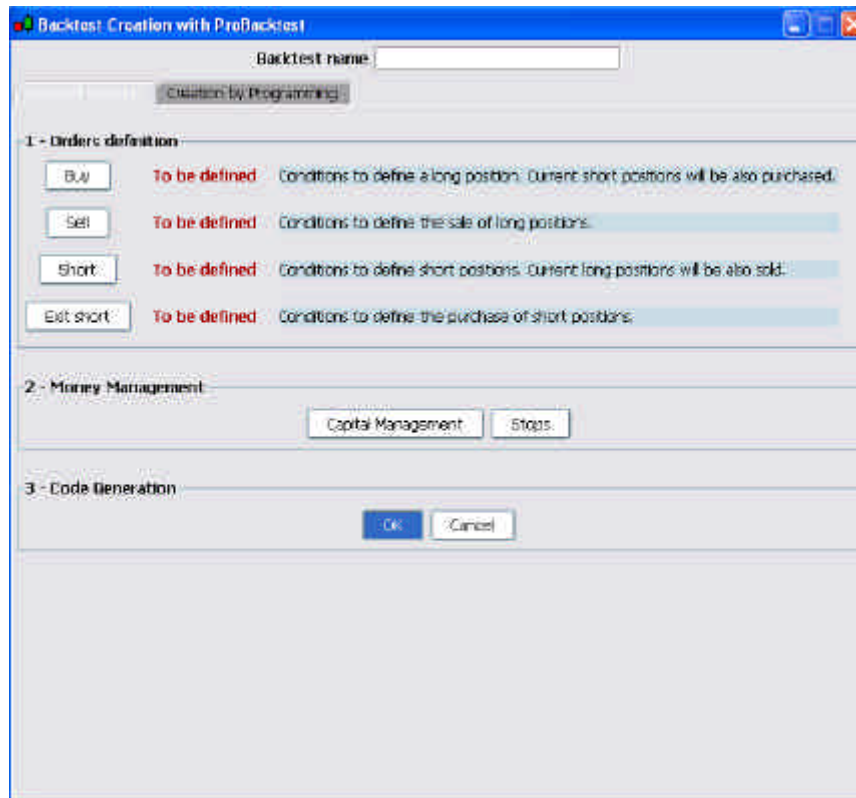 Backtest Creation with ProBacktest
Backtest name
Creation by Programming
1 - Orders definition
Buy To be defined Conditions to define a long position. Current short positions will be also purchased.
Sell To be defined Conditions to define the sale of long positions.
Short To be defined Conditions to define short positions. Current long positions will be also sold.
Exit short To be defined Conditions to define the purchase of short positions.
2 - Money Management
Capital Management Stops
3 - Code Generation
OK Cancel